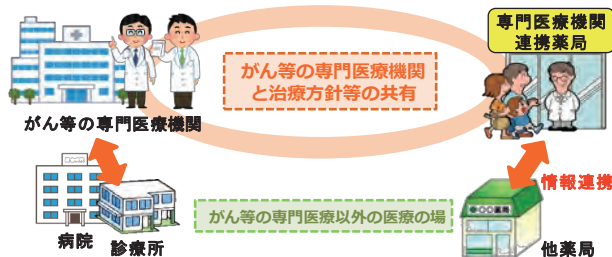 専門医療機関
連携薬局
がん等の専門医療機関
と治療方針等の共有
がん等の専門医療機関
情報連携
がん等の専門医療以外の医療の場
病院
診療所
他薬局